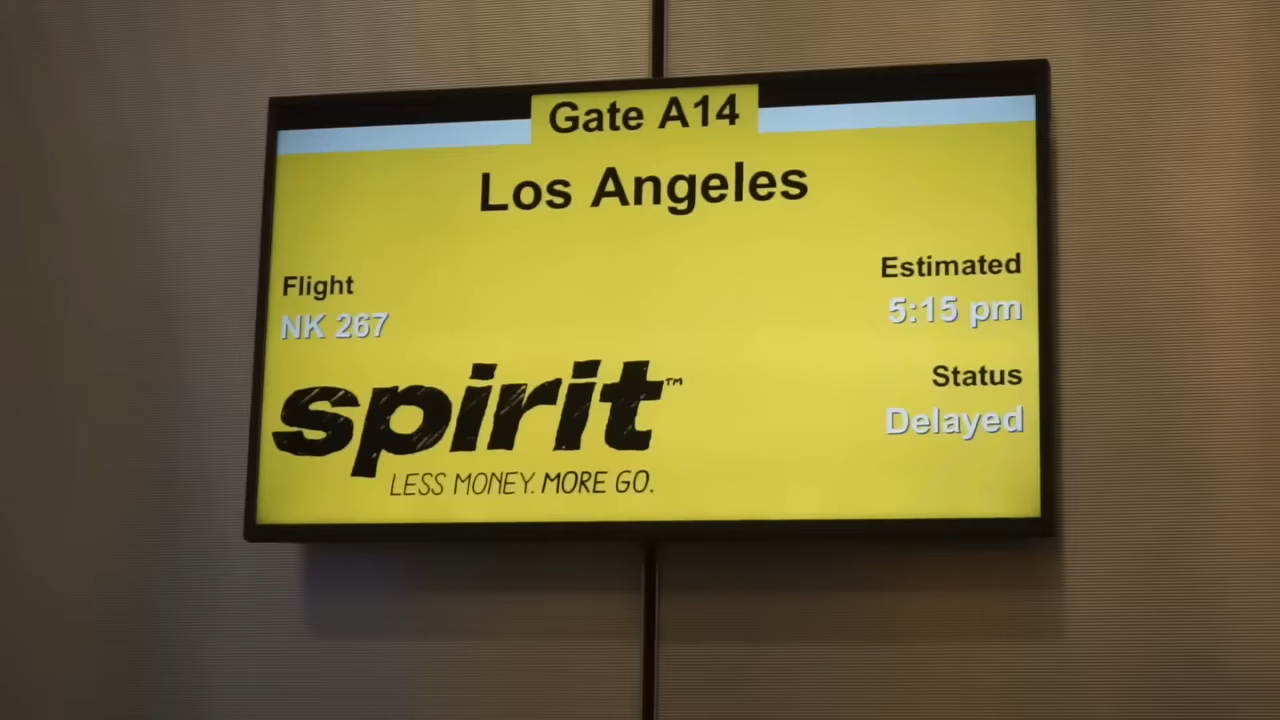 Gate A14
Los Angeles
Flight
NK 267
Estimated
5:15 pm
Status
Delayed
spirit™
LESS MONEY. MORE GO.